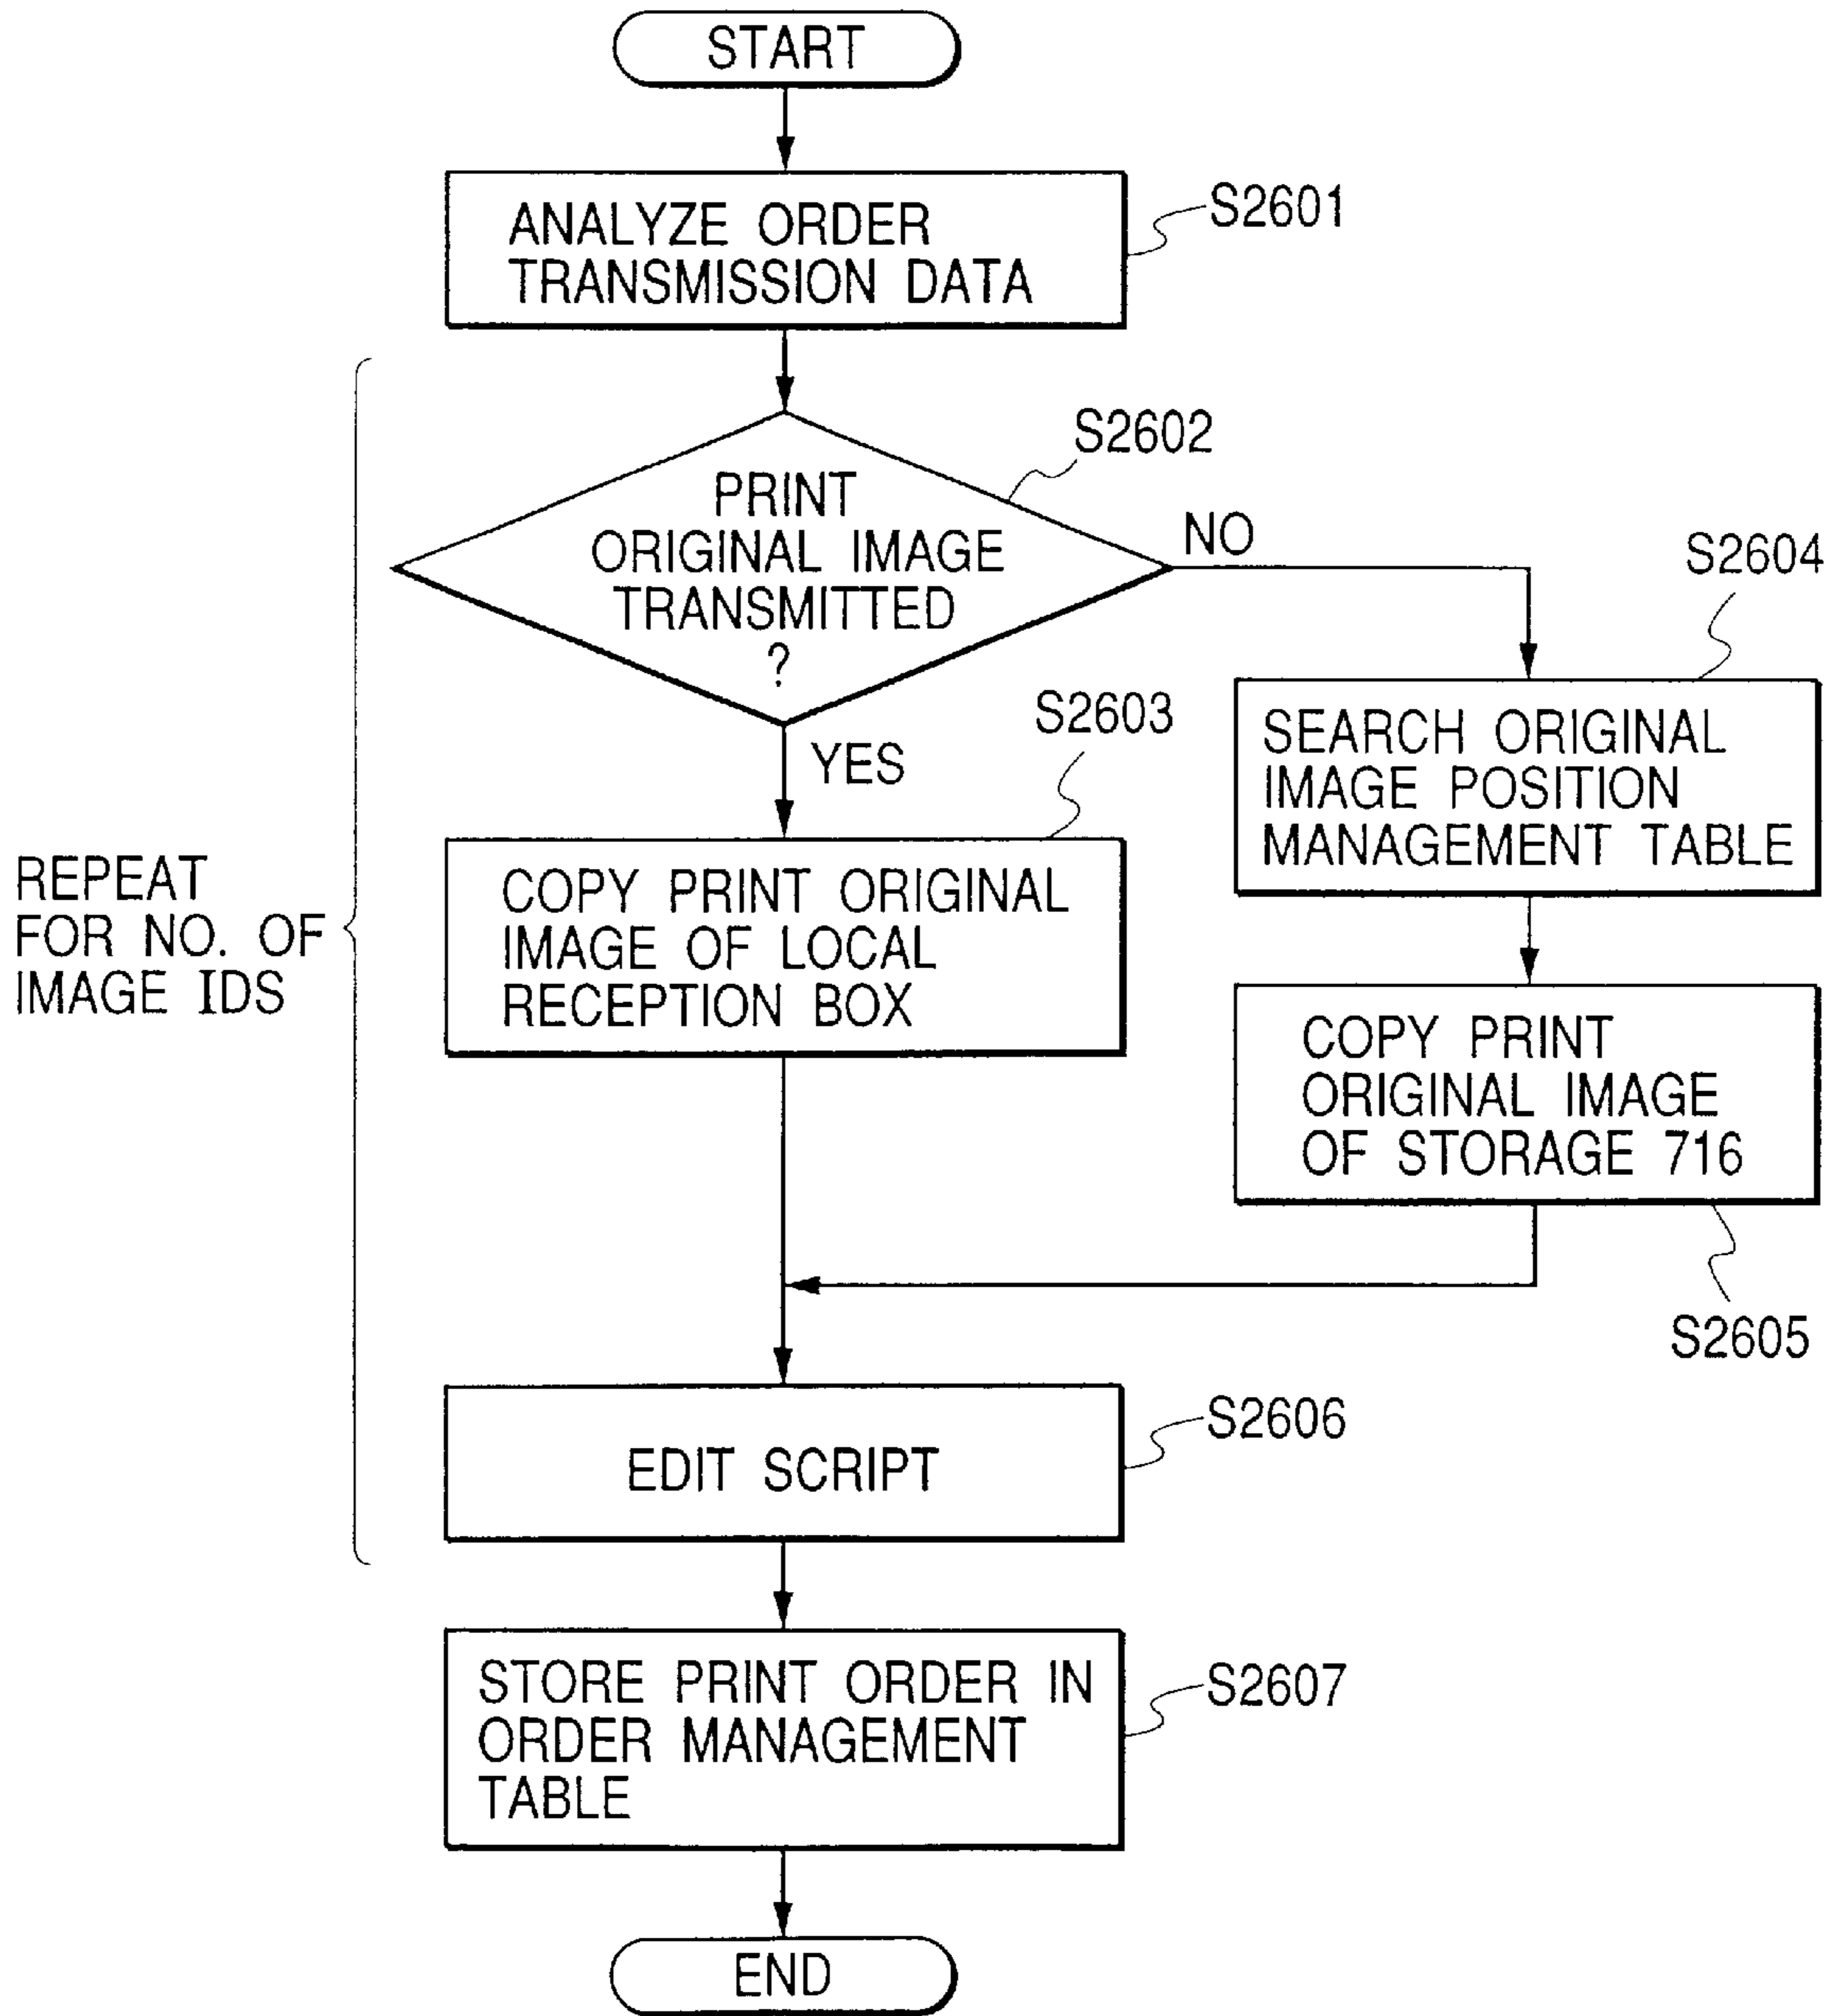 START
ANALYZE ORDER
TRANSMISSION DATA
S2601
S2602
PRINT
ORIGINAL IMAGE
TRANSMITTED
?
NO
YES
S2603
S2604
REPEAT
FOR NO. OF
IMAGE IDS
COPY PRINT ORIGINAL
IMAGE OF LOCAL
RECEPTION BOX
SEARCH ORIGINAL
IMAGE POSITION
MANAGEMENT TABLE
COPY PRINT
ORIGINAL IMAGE
OF STORAGE 716
S2605
EDIT SCRIPT
S2606
STORE PRINT ORDER IN
ORDER MANAGEMENT
TABLE
S2607
END